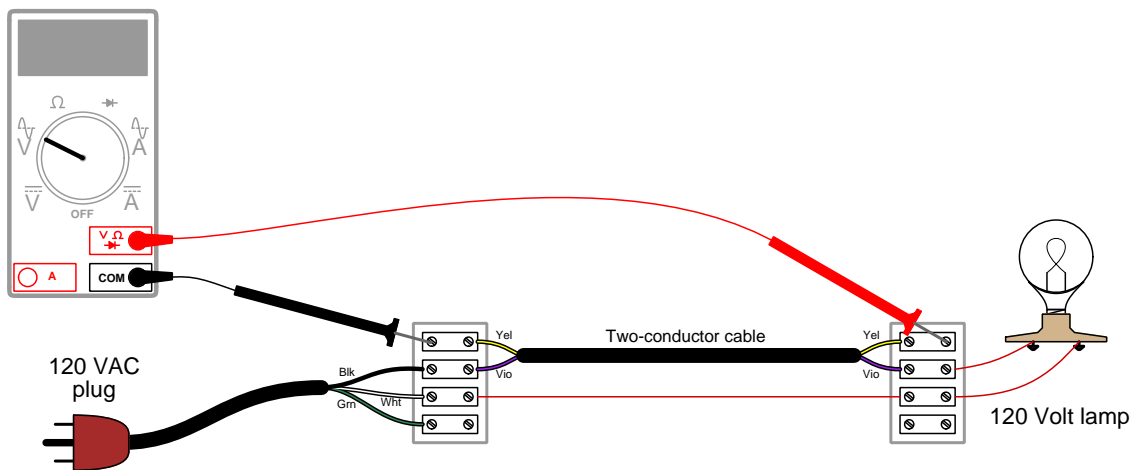 Ω
V
A
V
A
OFF
V Ω
A
COM
Yel
Two-conductor cable
Yel
Blk
Vio
Vio
Wht
Grn
120 VAC
plug
120 Volt lamp